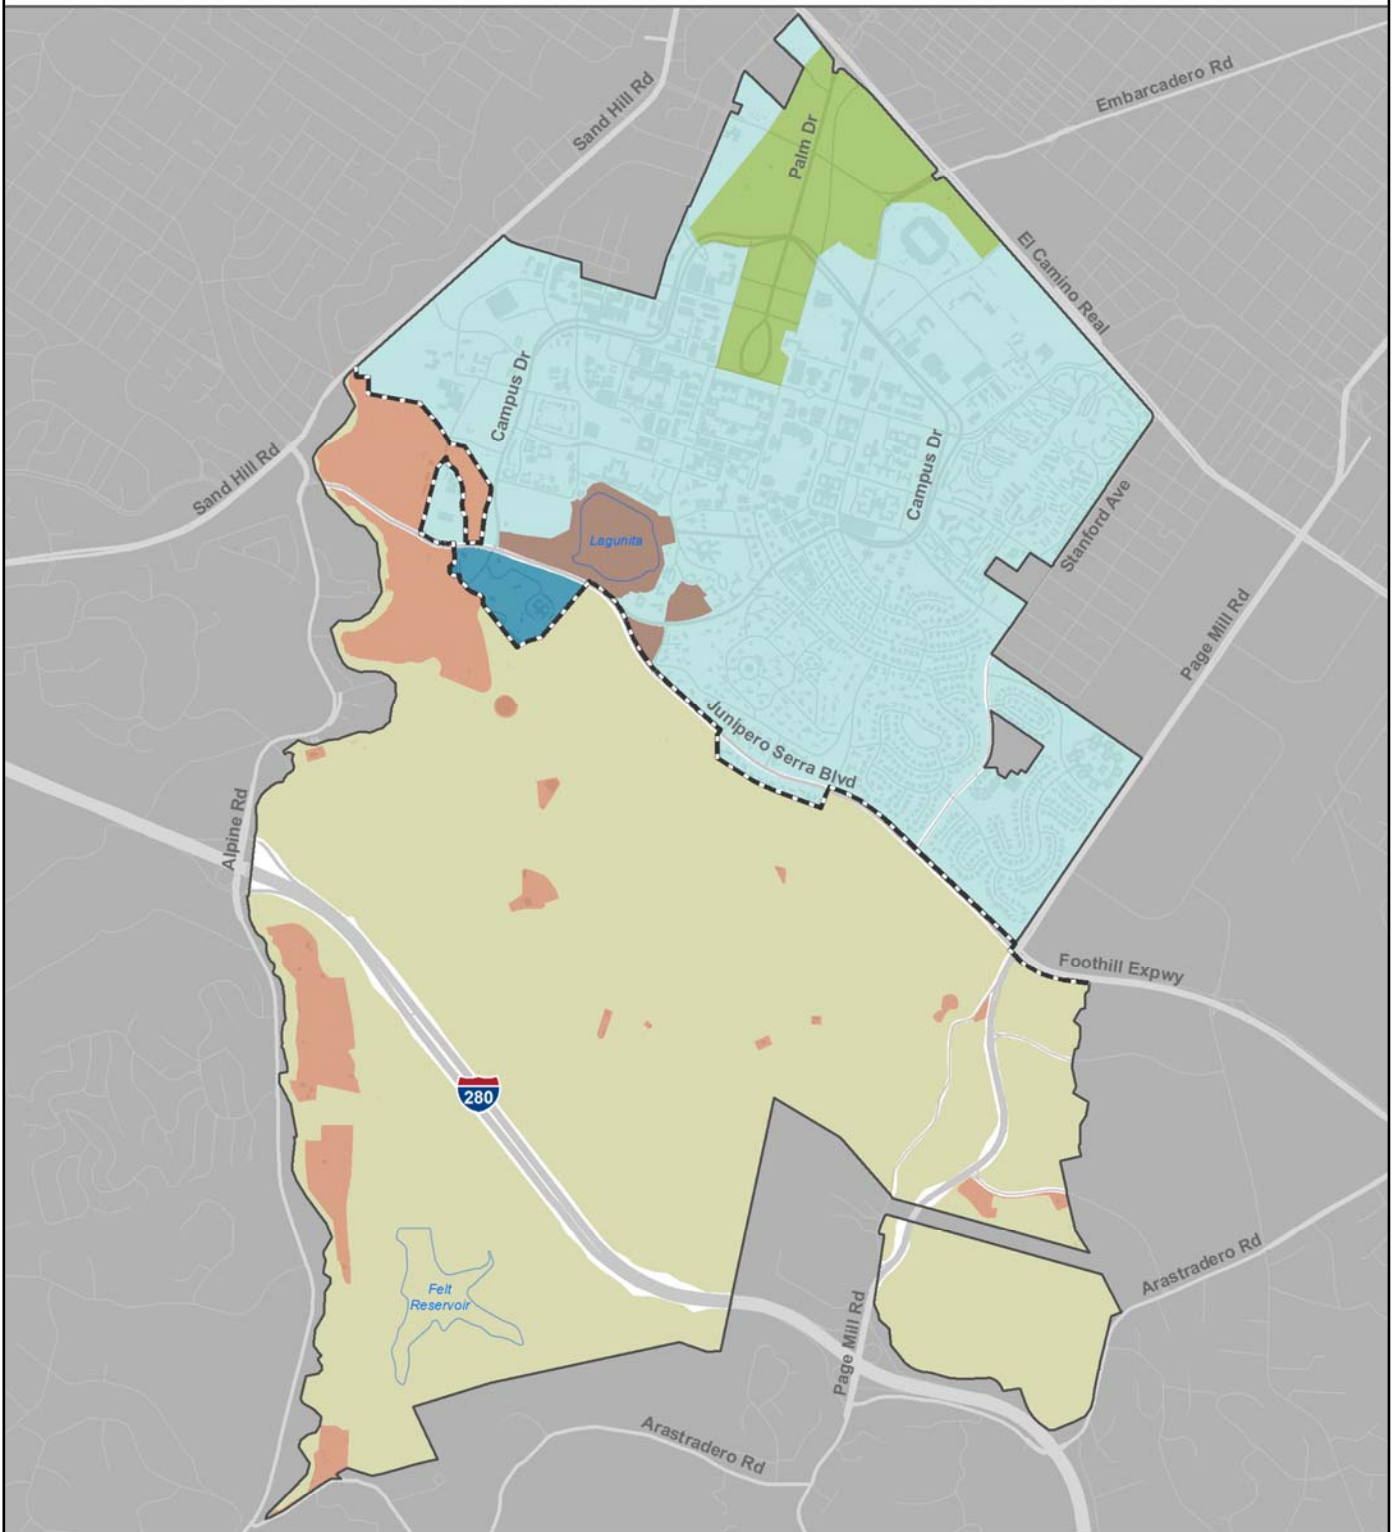 Sand Hill Rd
Embarcadero Rd
Palm Dr
El Camino Real
Campus Dr
Campus Dr
Sand Hill Rd
Stanford Ave
Lagunita
Page Mill Rd
Junipero Serra Blvd
Alpine Rd
Foothill Expwy
280
Felt
Reservoir
Arastradero Rd
Page Mill Rd
Arastradero Rd